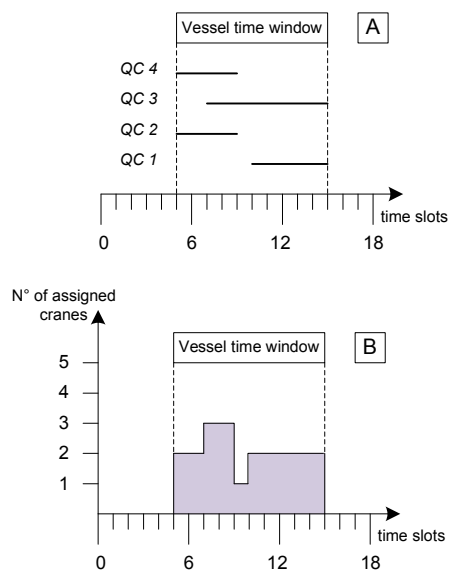 Vessel time window
A
QC 4
QC 3
QC 2
QC 1
time slots
0 6 12 18
N° of assigned
cranes
Vessel time window
B
5
4
3
2
1
time slots
0 6 12 18